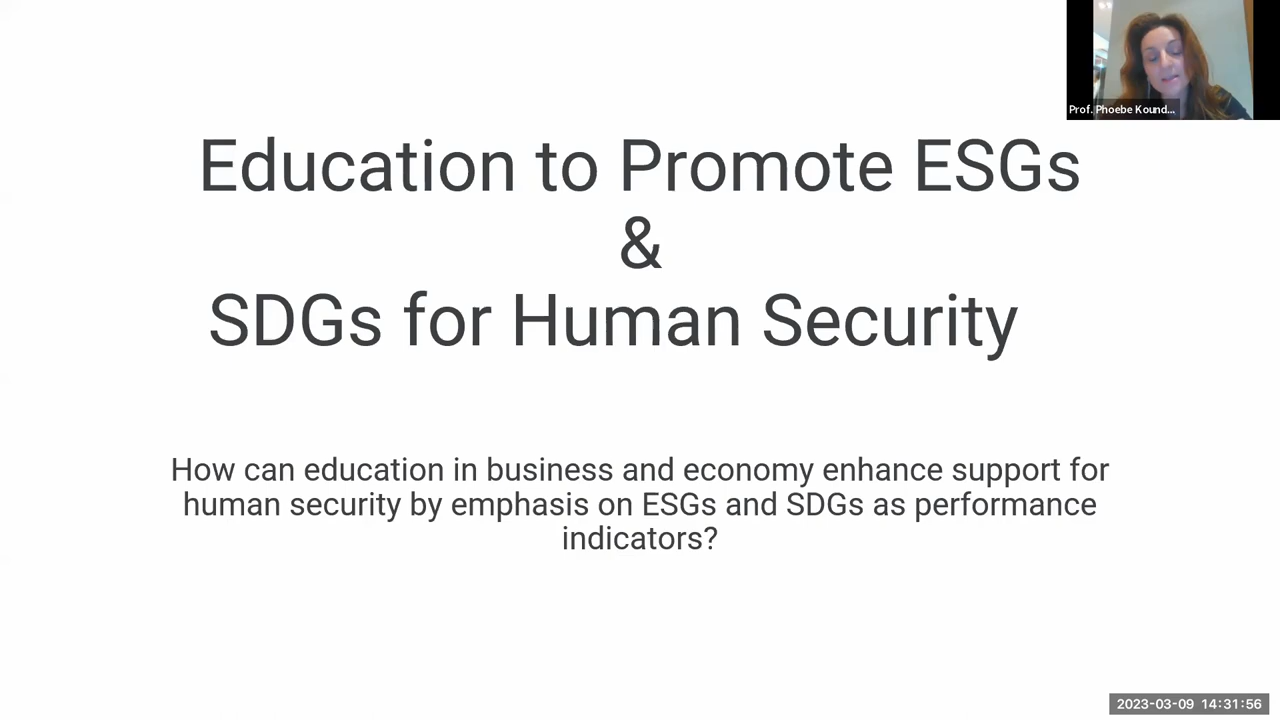 Prof. Phoebe Kound...
Education to Promote ESGs
&
SDGs for Human Security
How can education in business and economy enhance support for
human security by emphasis on ESGs and SDGs as performance
indicators?
2023-03-09 14:31:56